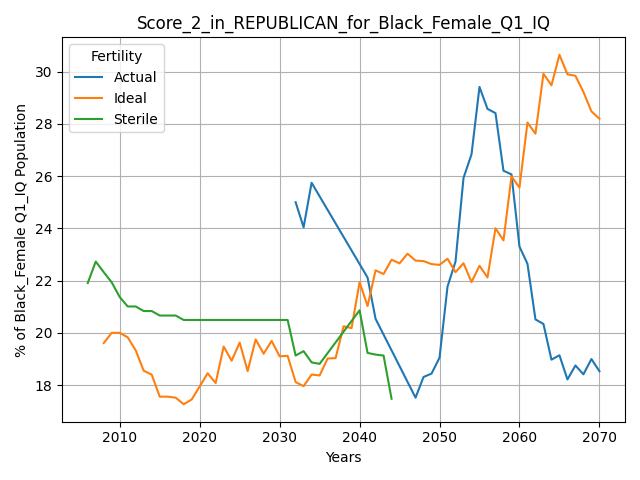 Score_2_in_REPUBLICAN_for_Black_Female_Q1_IQ
Fertility
Actual
Ideal
Sterile
% of Black_Female Q1_IQ Population
30
28
26
24
22
20
18
2010 2020 2030 2040 2050 2060 2070
Years